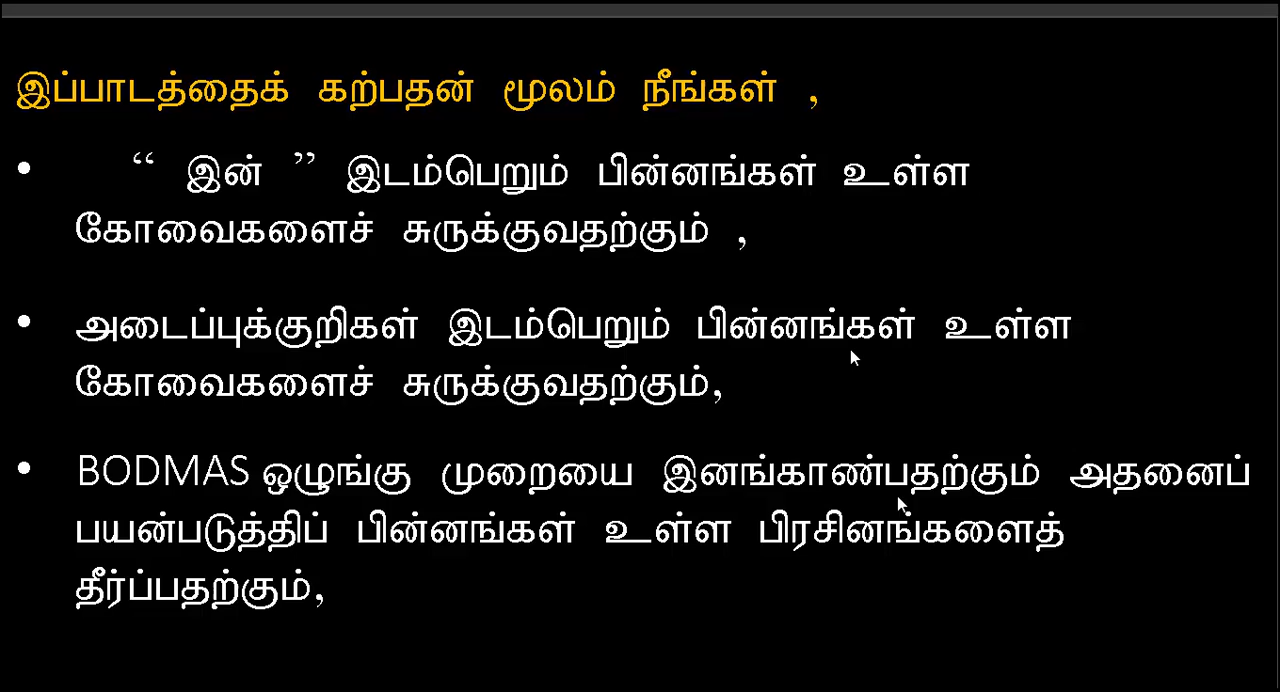 இப்பாடத்தைக் கற்பதன் மூலம் நீங்கள் ,
• “ இன் ” இடம்பெறும் பின்னங்கள் உள்ள
கோவைகளைச் சுருக்குவதற்கும் ,
• அடைப்புக்குறிகள் இடம்பெறும் பின்னங்கள் உள்ள
கோவைகளைச் சுருக்குவதற்கும்,
• BODMAS ஒழுங்கு முறையை இனங்காண்பதற்கும் அதனைப்
பயன்படுத்திப் பின்னங்கள் உள்ள பிரசினங்களைத்
தீர்ப்பதற்கும்,